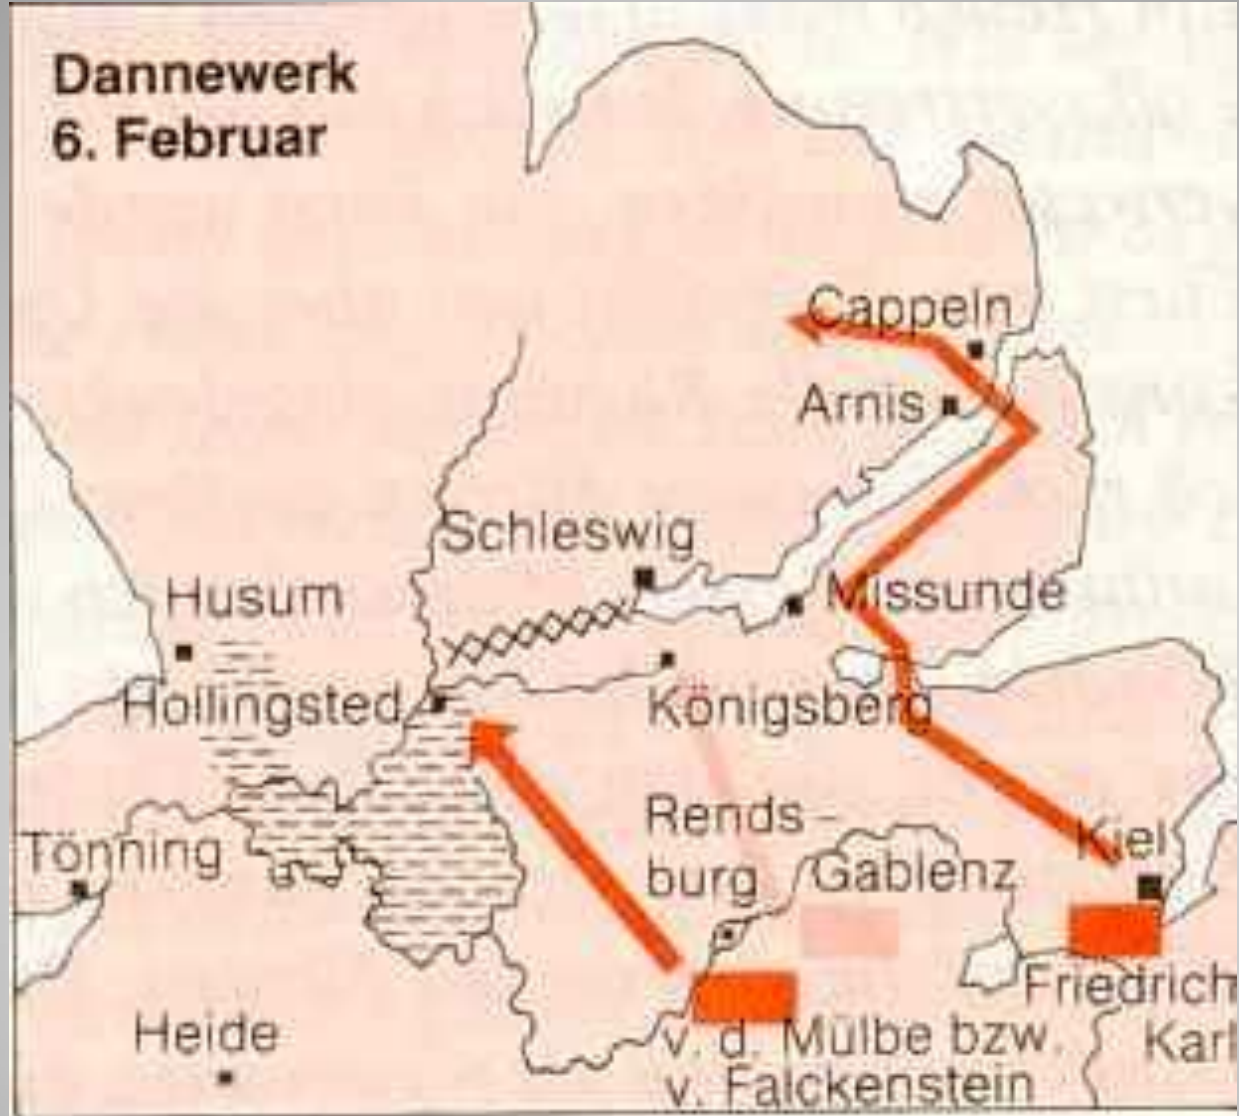 Dannewerk
6. Februar
Cappeln
Arnis
Schleswig
Husum
Missunde
Hollingsted
Königsberg
Rends-
burg
Tönning
Gablenz
Kiel
Friedrich
Karl
Heide
v. d. Mülbe bzw.
v. Falckenstein